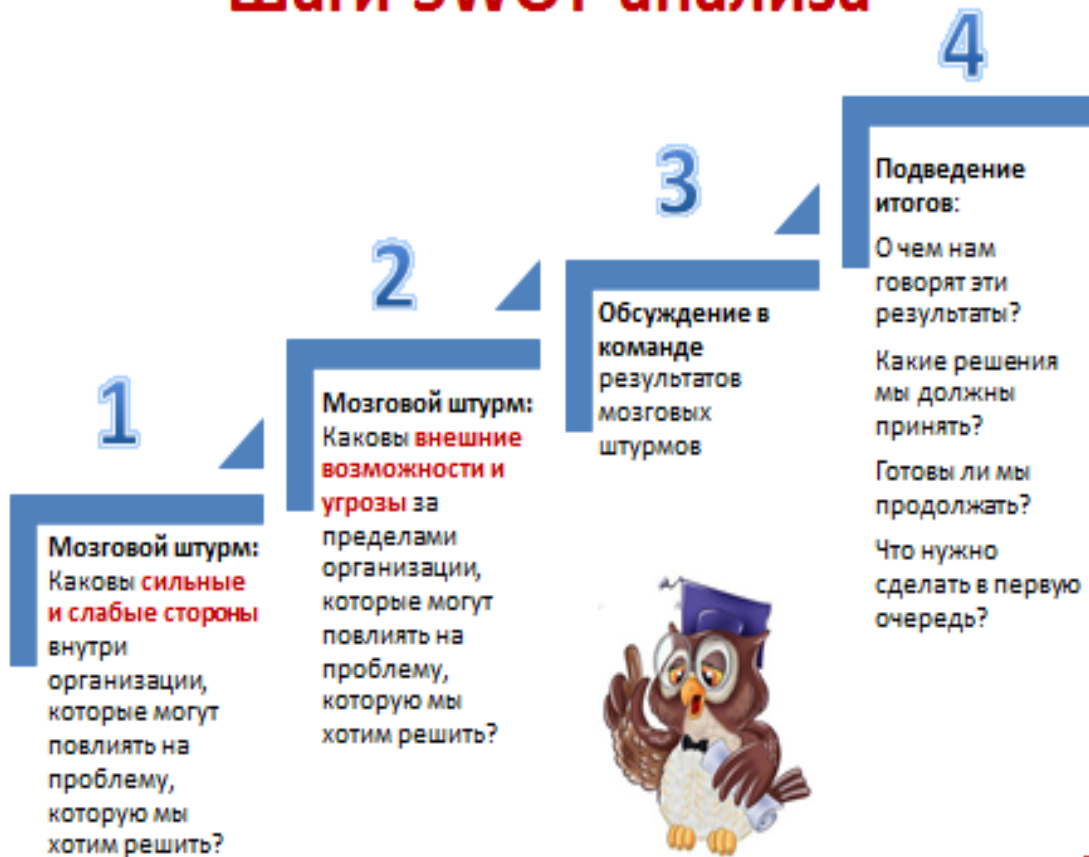 Шаги SWOT-анализа
1
Мозговой штурм:
Каковы сильные
и слабые стороны
внутри
организации,
которые могут
повлиять на
проблему,
которую мы
хотим решить?
2
Мозговой штурм:
Каковы внешние
возможности и
угрозы за
пределами
организации,
которые могут
повлиять на
проблему,
которую мы
хотим решить?
3
Обсуждение в
команде
результатов
мозговых
штурмов
4
Подведение
итогов:
О чем нам
говорят эти
результаты?
Какие решения
мы должны
принять?
Готовы ли мы
продолжать?
Что нужно
сделать в первую
очередь?